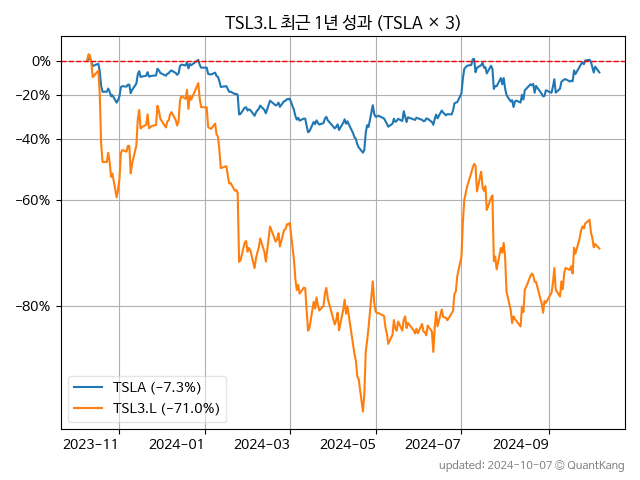 TSL3.L 최근 1년 성과 (TSLA × 3)
0%
−20%
−40%
−60%
−80%
TSLA (−7.3%)
TSL3.L (−71.0%)
2023−11
2024−01
2024−03
2024−05
2024−07
2024−09
updated: 2024-10-07 © QuantKang